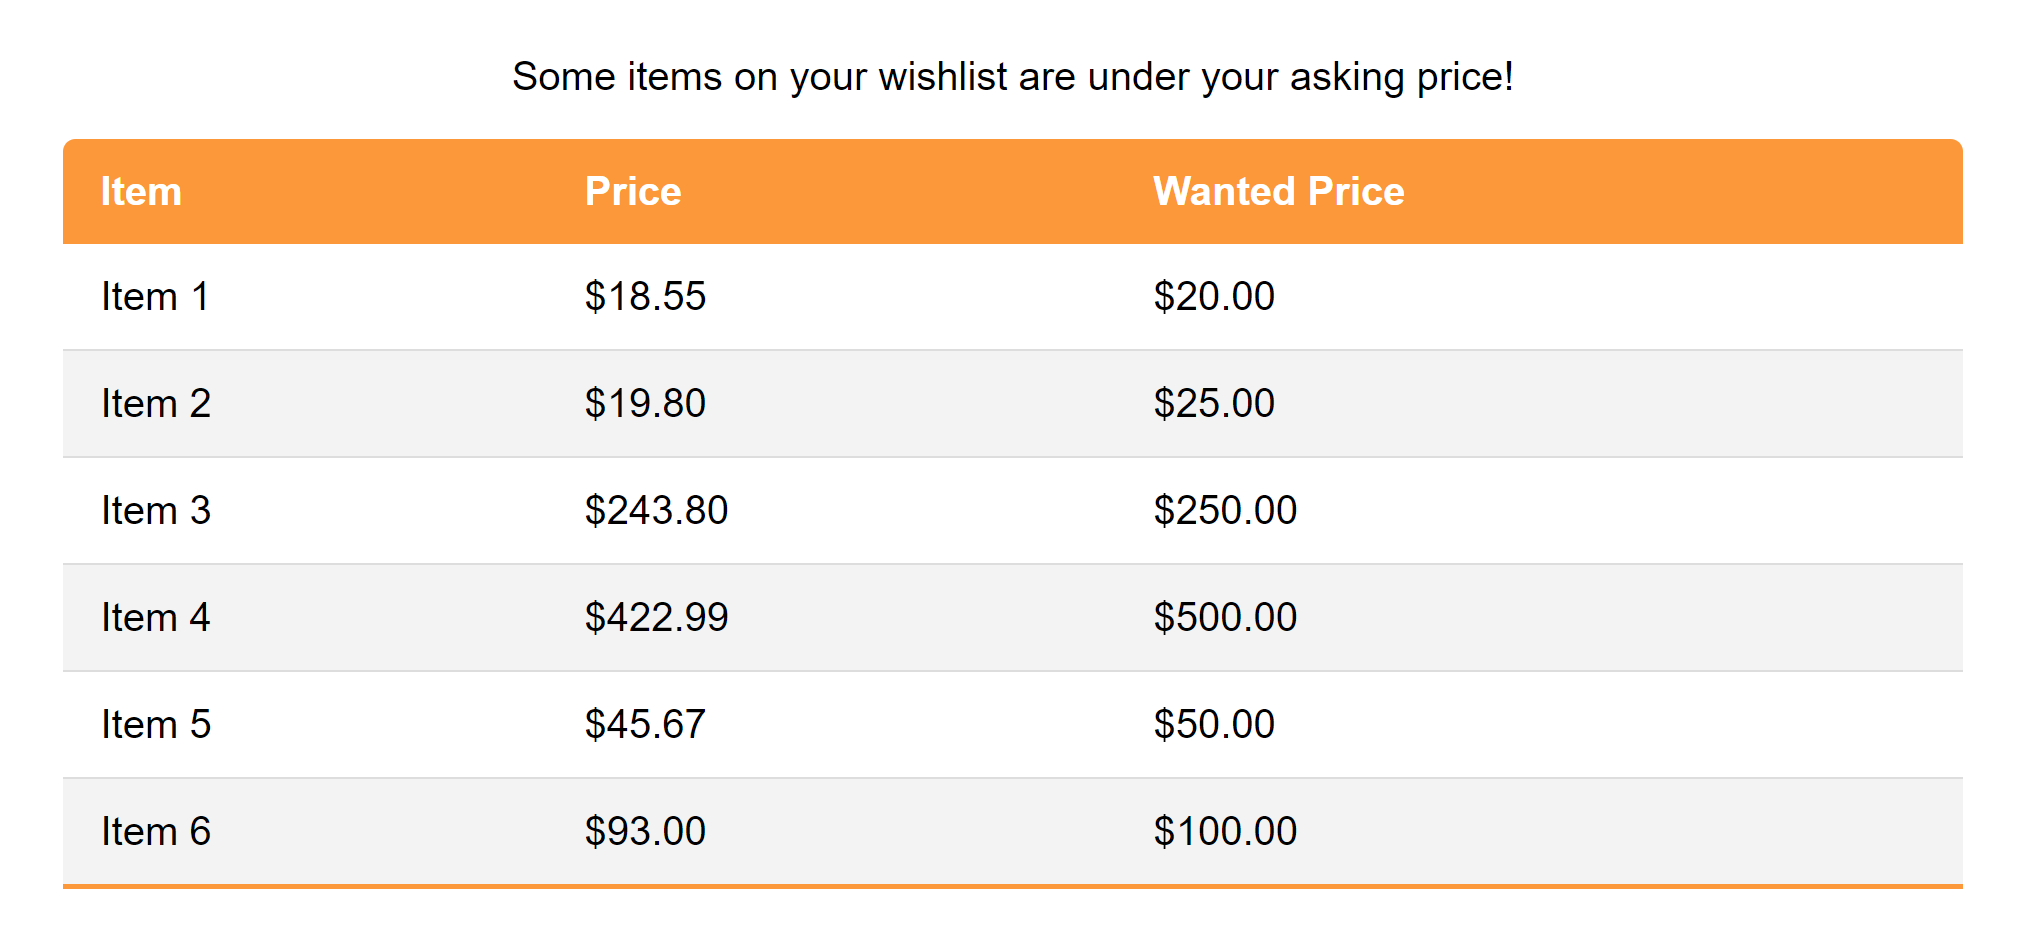 Some items on your wishlist are under your asking price!
Item Price Wanted Price
Item 1 $18.55 $20.00
Item 2 $19.80 $25.00
Item 3 $243.80 $250.00
Item 4 $422.99 $500.00
Item 5 $45.67 $50.00
Item 6 $93.00 $100.00